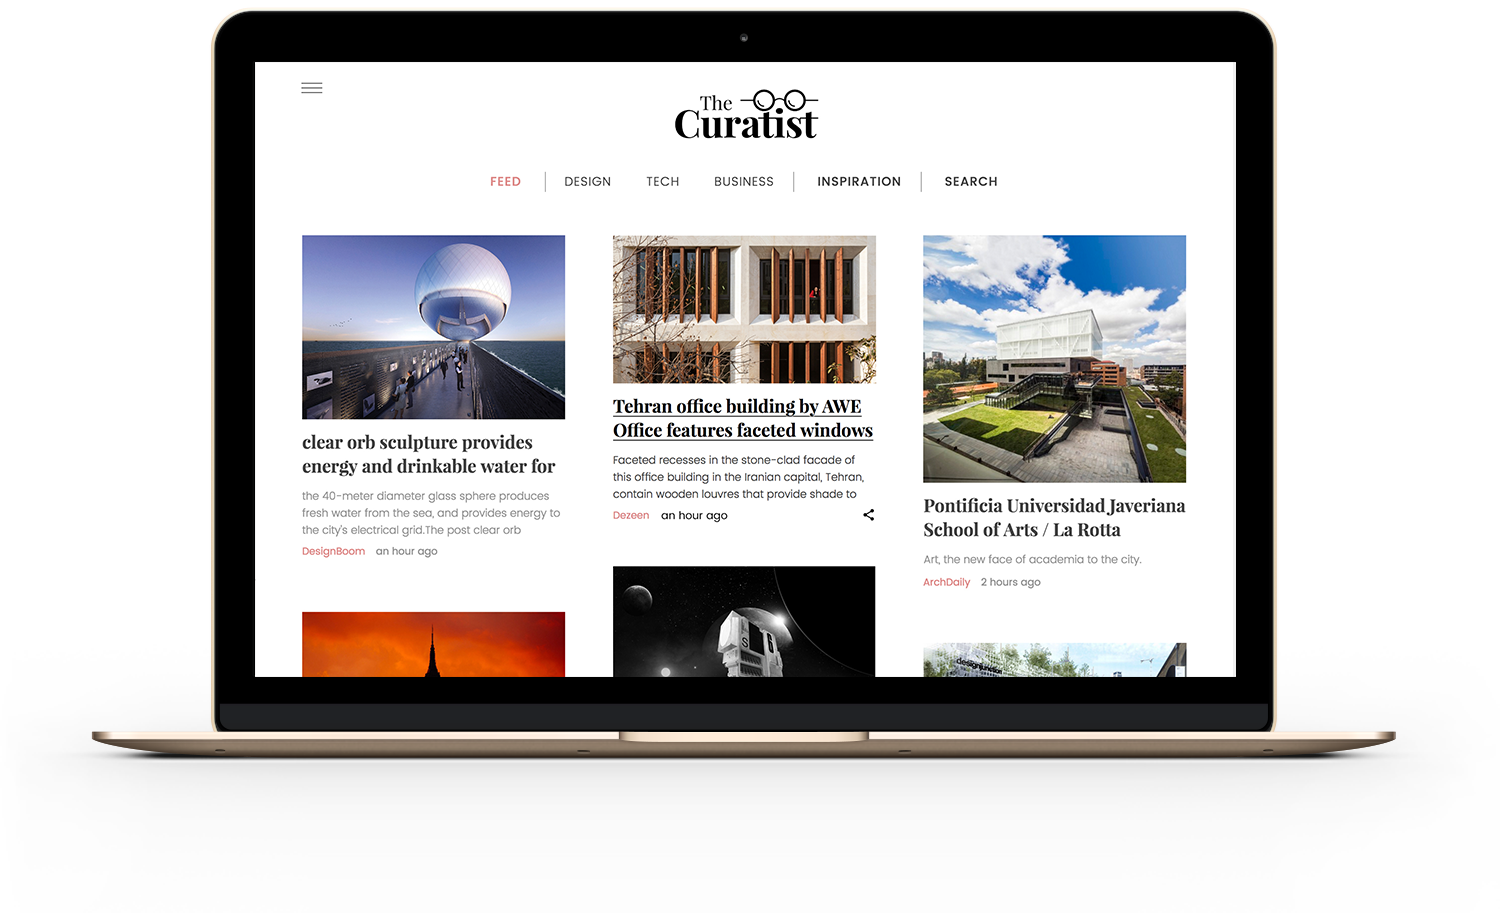 The
Curatist
FEED DESIGN TECH BUSINESS INSPIRATION SEARCH
clear orb sculpture provides
energy and drinkable water for
the 40-meter diameter glass sphere produces
fresh water from the sea, and provides energy to
the city's electrical grid.The post clear orb
DesignBoom an hour ago
Tehran office building by AWE
Office features faceted windows
Faceted recesses in the stone-clad facade of
this office building in the Iranian capital, Tehran,
contain wooden louvres that provide shade to
Dezeen an hour ago
Pontificia Universidad Javeriana
School of Arts / La Rotta
Art, the new face of academia to the city.
ArchDaily 2 hours ago
L
S
designjunction